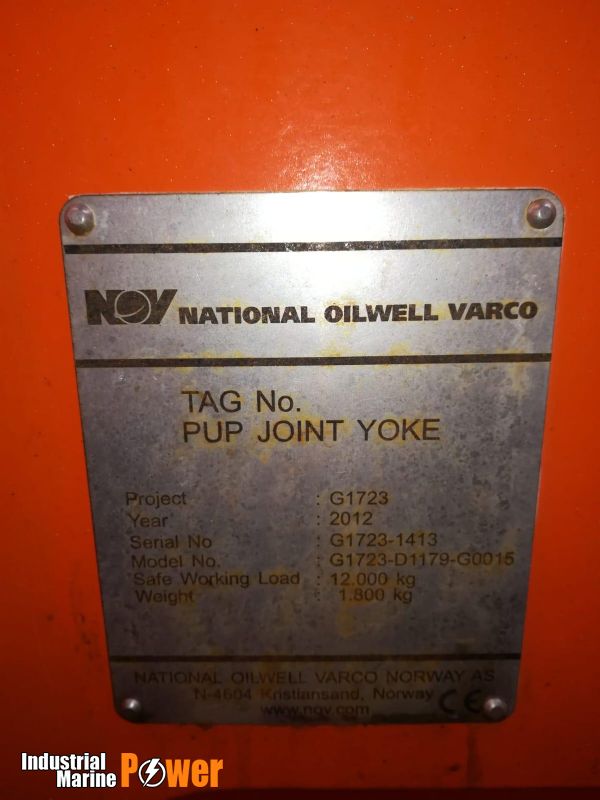 NOV NATIONAL OILWELL VARCO
TAG No.
PUP JOINT YOKE
Project : G1723
Year : 2012
Serial No : G1723-1413
Model No. : G1723-D1179-G0015
Safe Working Load : 12.000 kg
Weight : 1.800 kg
NATIONAL OILWELL VARCO NORWAY AS
N-4604 Kristiansand, Norway
www.nov.com CE
Industrial
Marine Power